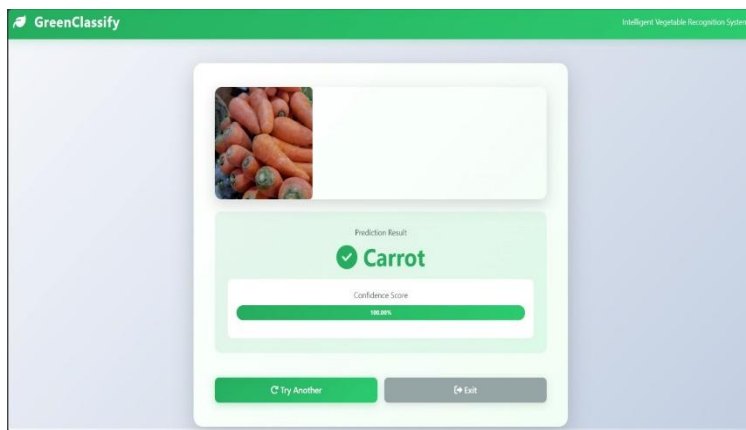 GreenClassify
Intelligent Vegetable Recognition System
Prediction Result
Carrot
Confidence Score
100.00%
Try Another
Exit